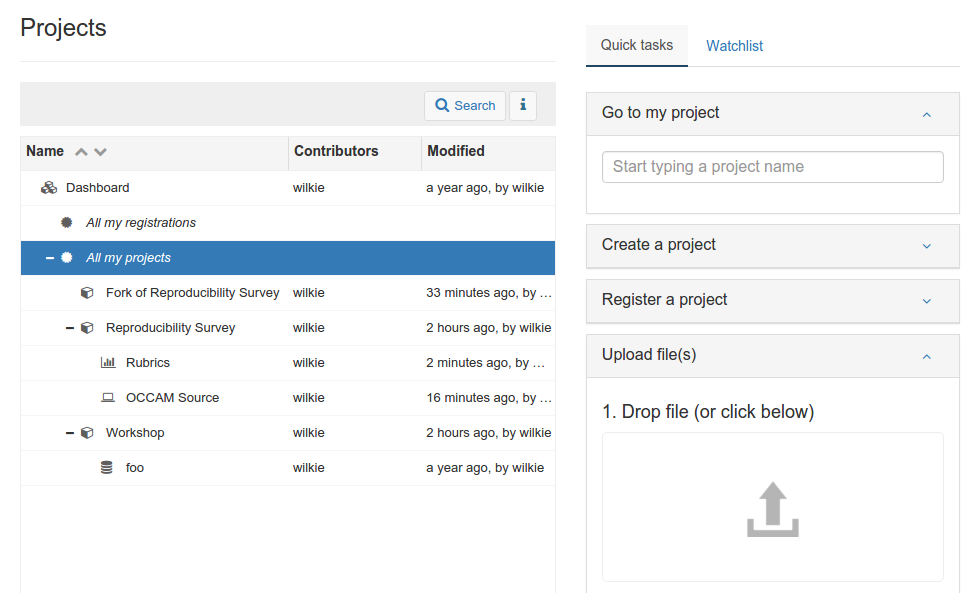 Projects
Search
Name Contributors Modified
Dashboard wilkie a year ago, by wilkie
All my registrations
All my projects
Fork of Reproducibility Survey wilkie 33 minutes ago, by …
Reproducibility Survey wilkie 2 hours ago, by wilkie
Rubrics wilkie 2 minutes ago, by …
OCCAM Source wilkie 16 minutes ago, by …
Workshop wilkie 2 hours ago, by wilkie
foo wilkie a year ago, by wilkie
Quick tasks Watchlist
Go to my project
Start typing a project name
Create a project
Register a project
Upload file(s)
1. Drop file (or click below)